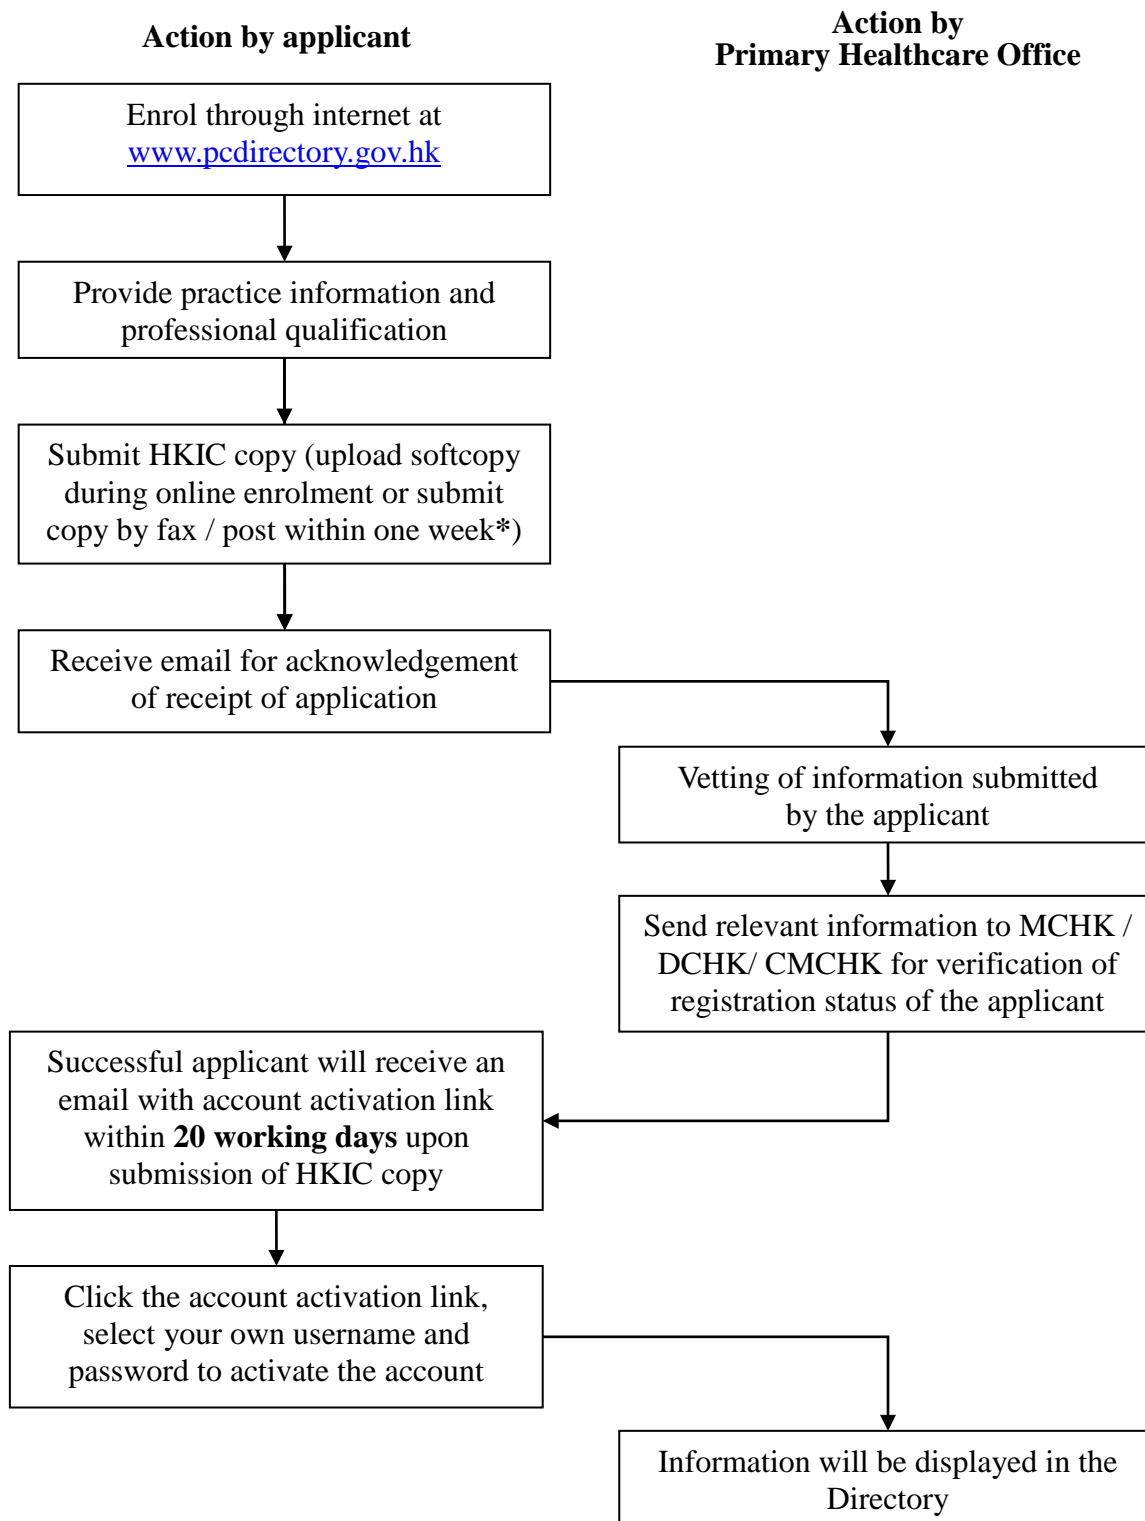 Action by applicant
Action by
Primary Healthcare Office
Enrol through internet at
www.pcdirectory.gov.hk
Provide practice information and
professional qualification
Submit HKIC copy (upload softcopy
during online enrolment or submit
copy by fax / post within one week*)
Receive email for acknowledgement
of receipt of application
Vetting of information submitted
by the applicant
Send relevant information to MCHK /
DCHK/ CMCHK for verification of
registration status of the applicant
Successful applicant will receive an
email with account activation link
within 20 working days upon
submission of HKIC copy
Click the account activation link,
select your own username and
password to activate the account
Information will be displayed in the
Directory